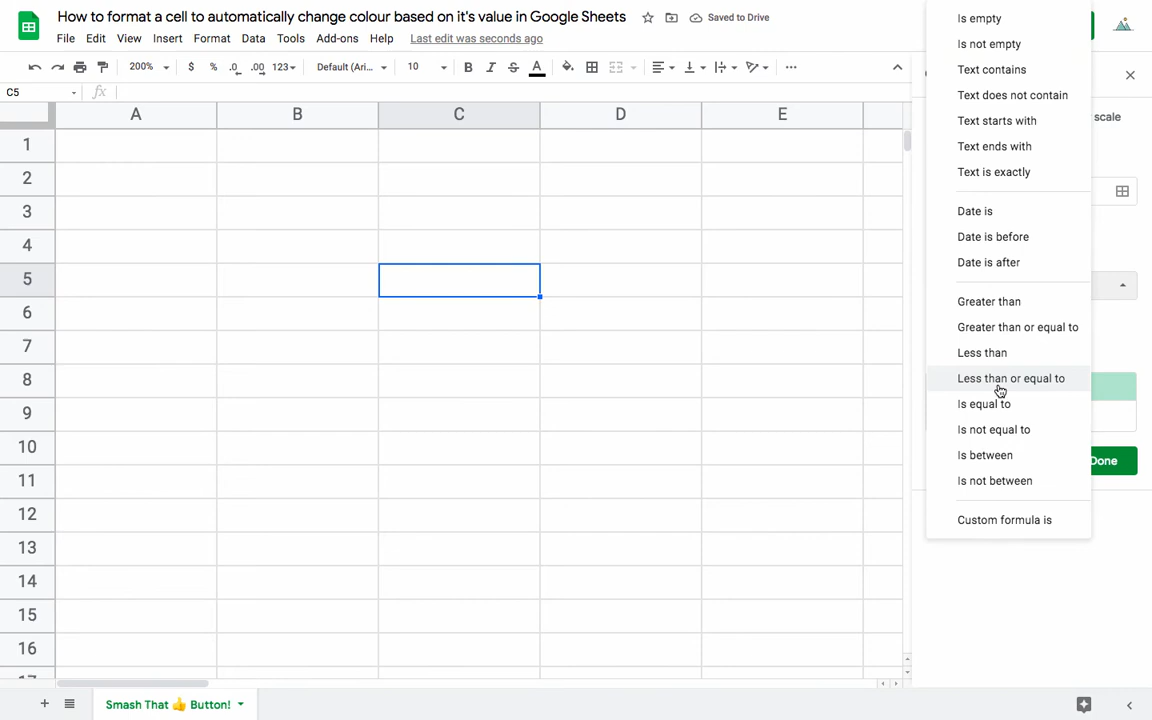 How to format a cell to automatically change colour based on it's value in Google Sheets
Saved to Drive
File Edit View Insert Format Data Tools Add-ons Help Last edit was seconds ago
200% $ % .0 .00 123 Default (Ari... 10 B I S A
C5 fx
A B C D E
1
2
3
4
5
6
7
8
9
10
11
12
13
14
15
16
Is empty
Is not empty
Text contains
Text does not contain
Text starts with
Text ends with
Text is exactly
Date is
Date is before
Date is after
Greater than
Greater than or equal to
Less than
Less than or equal to
Is equal to
Is not equal to
Is between
Is not between
Custom formula is
scale
Done
Smash That 👍 Button!